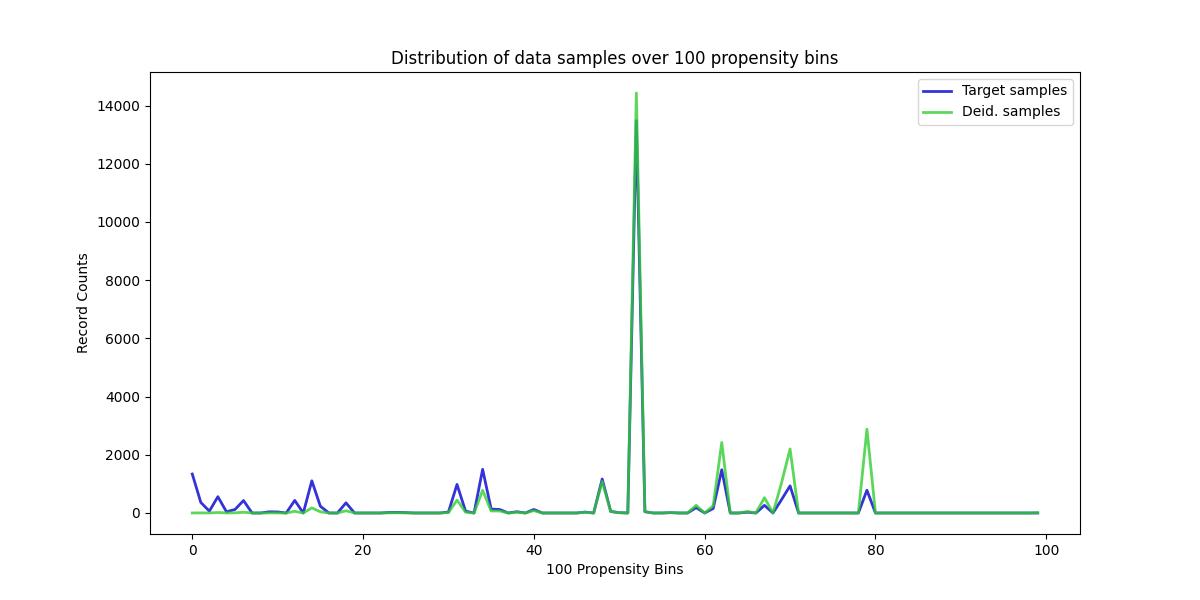 Distribution of data samples over 100 propensity bins
Target samples
Deid. samples
14000
12000
10000
8000
6000
4000
2000
0
Record Counts
0 20 40 60 80 100
100 Propensity Bins